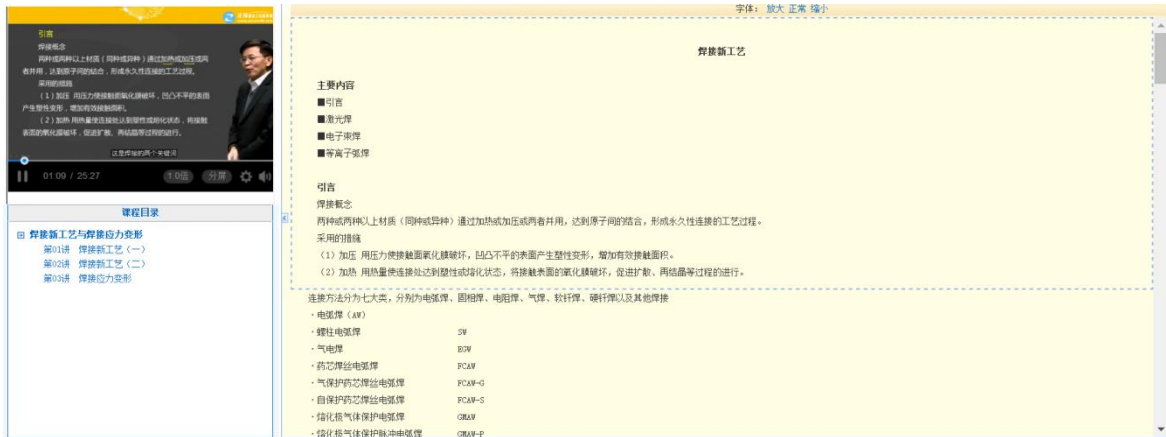 引言
焊接概念
两种或两种以上材质（同种或异种）通过加热或加压或两
者并用，达到原子间的结合，形成永久性连接的工艺过程。
采用的措施
（1）加压 用压力使接触面氧化膜破坏，凹凸不平的表面
产生塑性变形，增加有效接触面积。
（2）加热 用热量使连接处达到塑性或熔化状态，将接触
表面的氧化膜破坏，促进扩散、再结晶等过程的进行。
这是焊接的两个关键词
01:09 / 25:27
1.0倍
分屏
课程目录
焊接新工艺与焊接应力变形
第01讲 焊接新工艺（一）
第02讲 焊接新工艺（二）
第03讲 焊接应力变形
字体： 放大 正常 缩小
焊接新工艺
主要内容
■引言
■激光焊
■电子束焊
■等离子弧焊
引言
焊接概念
两种或两种以上材质（同种或异种）通过加热或加压或两者并用，达到原子间的结合，形成永久性连接的工艺过程。
采用的措施
（1）加压 用压力使接触面氧化膜破坏，凹凸不平的表面产生塑性变形，增加有效接触面积。
（2）加热 用热量使连接处达到塑性或熔化状态，将接触表面的氧化膜破坏，促进扩散、再结晶等过程的进行。
连接方法分为七大类，分别为电弧焊、固相焊、电阻焊、气焊、软钎焊、硬钎焊以及其他焊接
·电弧焊（AW）
·螺柱电弧焊 SW
·气电焊 EGW
·药芯焊丝电弧焊 FCAW
·气保护药芯焊丝电弧焊 FCAW-G
·自保护药芯焊丝电弧焊 FCAW-S
·熔化极气体保护电弧焊 GMAW
·熔化极气体保护脉冲电弧焊 GMAW-P